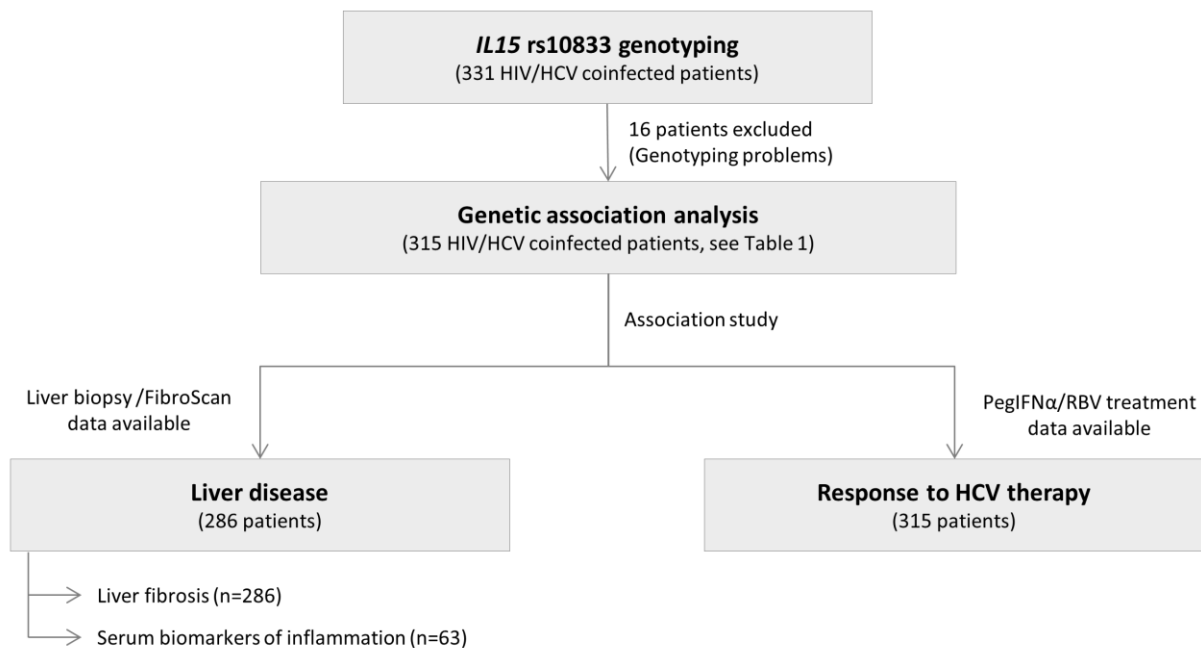 IL15 rs10833 genotyping
(331 HIV/HCV coinfected patients)
16 patients excluded
(Genotyping problems)
Genetic association analysis
(315 HIV/HCV coinfected patients, see Table 1)
Association study
Liver biopsy /FibroScan
data available
PegIFNα/RBV treatment
data available
Liver disease
(286 patients)
Response to HCV therapy
(315 patients)
Liver fibrosis (n=286)
Serum biomarkers of inflammation (n=63)